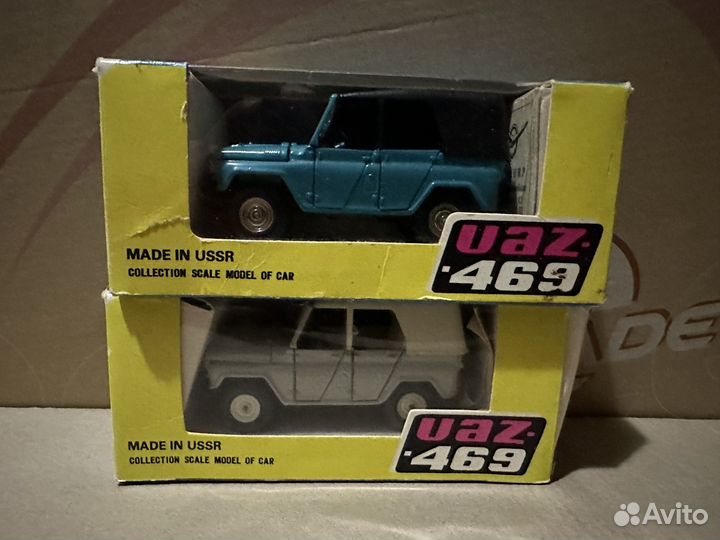 MADE IN USSR
COLLECTION SCALE MODEL OF CAR
uaz
469
MADE IN USSR
COLLECTION SCALE MODEL OF CAR
uaz
469
ADE
Avito